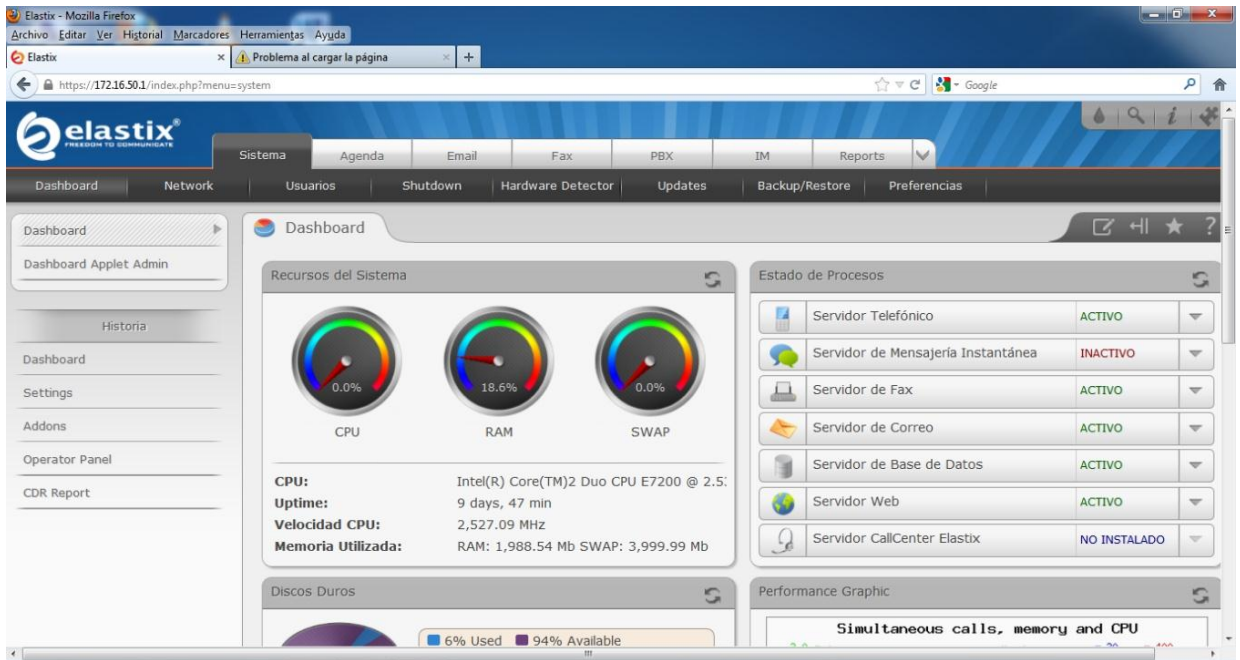 Elastix - Mozilla Firefox
Archivo Editar Ver Historial Marcadores Herramientas Ayuda
Elastix
Problema al cargar la página
https://172.16.50.1/index.php?menu=system
Google
elastix®
FREEDOM TO COMMUNICATE
Sistema Agenda Email Fax PBX IM Reports
Dashboard Network Usuarios Shutdown Hardware Detector Updates Backup/Restore Preferencias
Dashboard
Dashboard Applet Admin
Historia
Dashboard
Settings
Addons
Operator Panel
CDR Report
Dashboard
Recursos del Sistema
0.0% 18.6% 0.0%
CPU RAM SWAP
CPU: Intel(R) Core(TM)2 Duo CPU E7200 @ 2.5
Uptime: 9 days, 47 min
Velocidad CPU: 2,527.09 MHz
Memoria Utilizada: RAM: 1,988.54 Mb SWAP: 3,999.99 Mb
Estado de Procesos
Servidor Telefónico ACTIVO
Servidor de Mensajería Instantánea INACTIVO
Servidor de Fax ACTIVO
Servidor de Correo ACTIVO
Servidor de Base de Datos ACTIVO
Servidor Web ACTIVO
Servidor CallCenter Elastix NO INSTALADO
Discos Duros
6% Used 94% Available
Performance Graphic
Simultaneous calls, memory and CPU